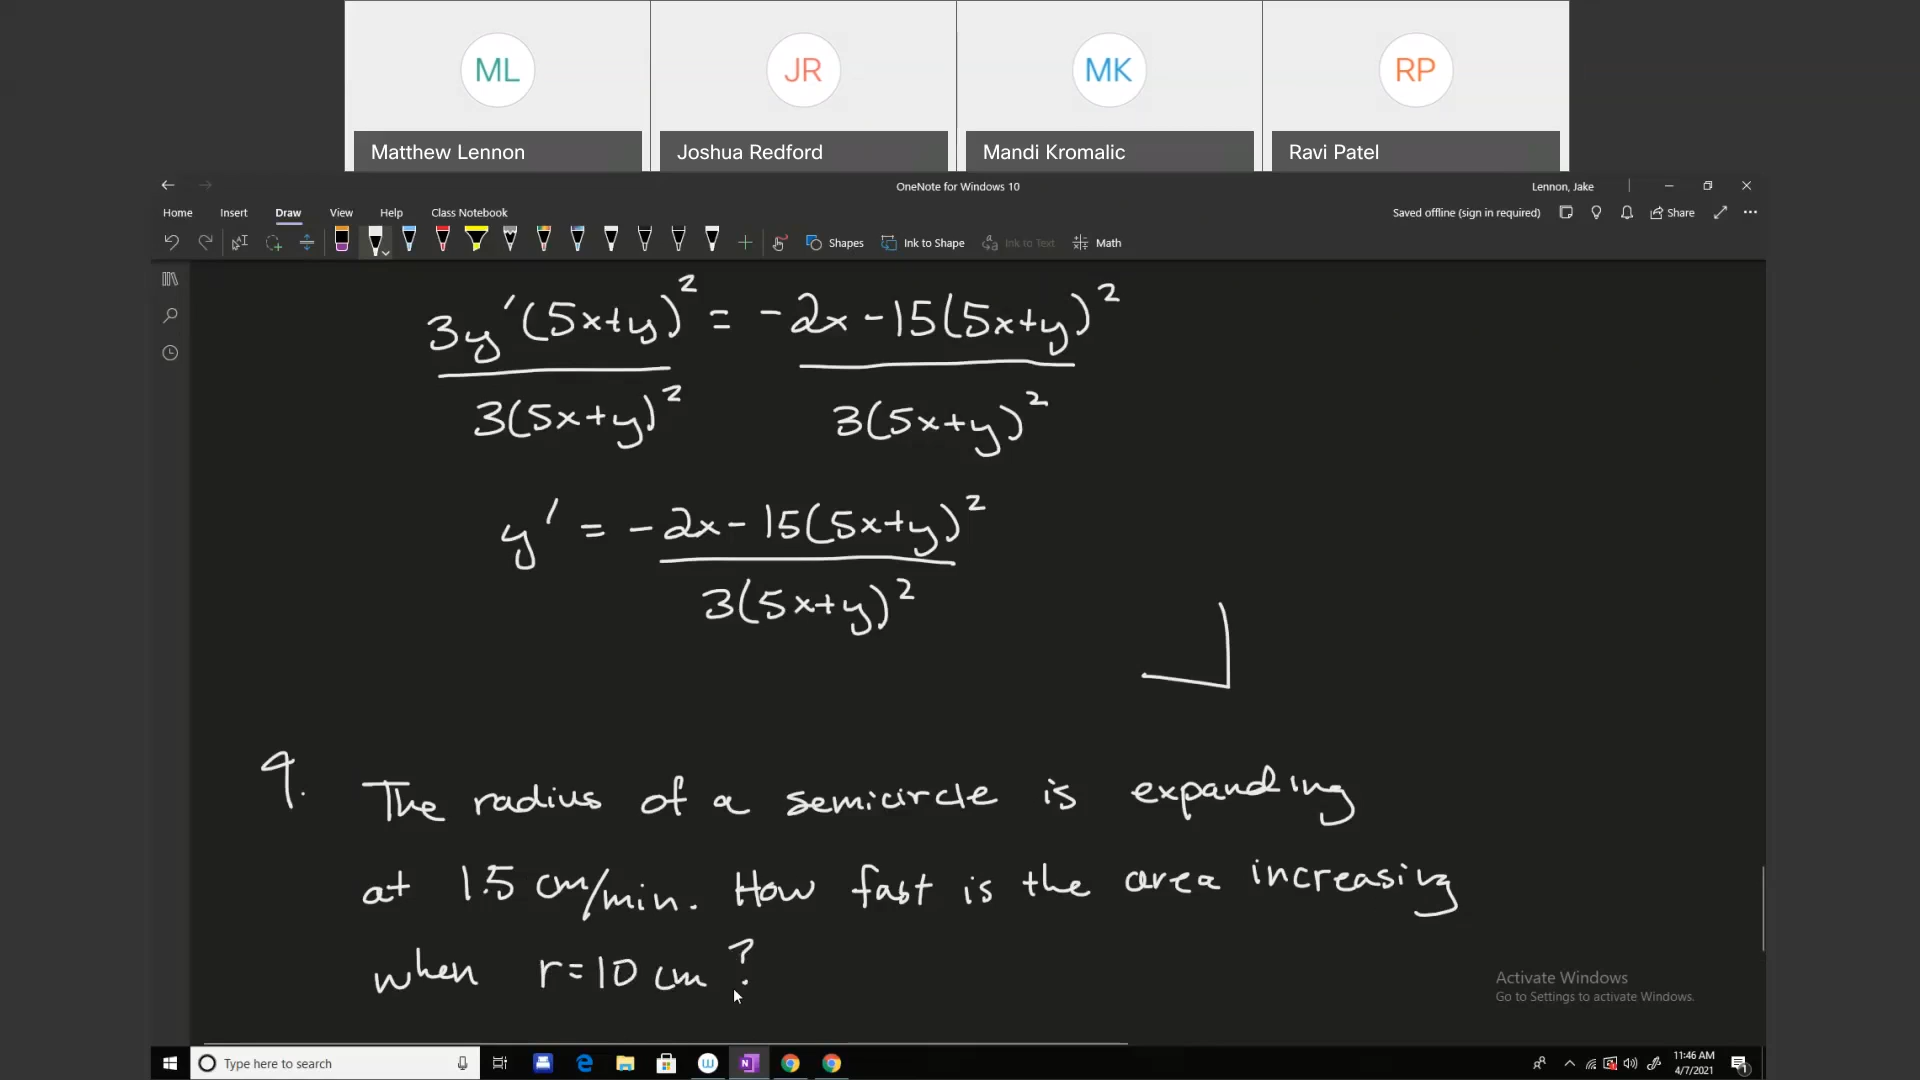 ML JR MK RP
Matthew Lennon Joshua Redford Mandi Kromalic Ravi Patel
OneNote for Windows 10 Lennon, Jake
Home Insert Draw View Help Class Notebook Saved offline (sign in required) Share
Shapes Ink to Shape Ink to Text Math
3y'(5x+y)² = -2x-15(5x+y)²
3(5x+y)² 3(5x+y)²
y' = -2x-15(5x+y)²
3(5x+y)²
9. The radius of a semicircle is expanding
at 1.5 cm/min. How fast is the area increasing
when r=10 cm?
Activate Windows
Go to Settings to activate Windows.
Type here to search 11:46 AM
4/7/2021